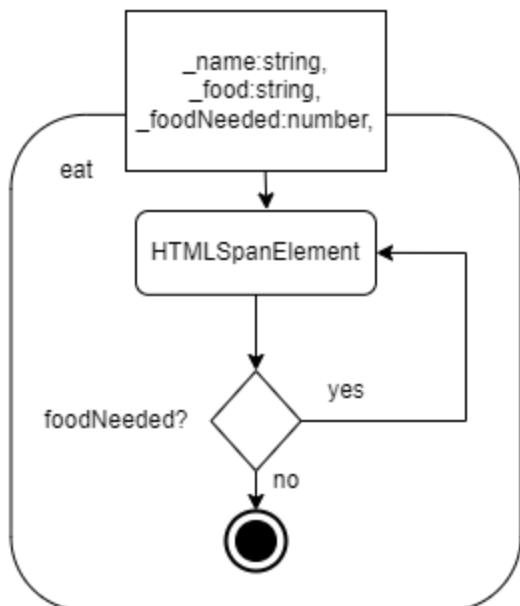 _name:string,
_food:string,
_foodNeeded:number,
eat
HTMLSpanElement
foodNeeded?
yes
no